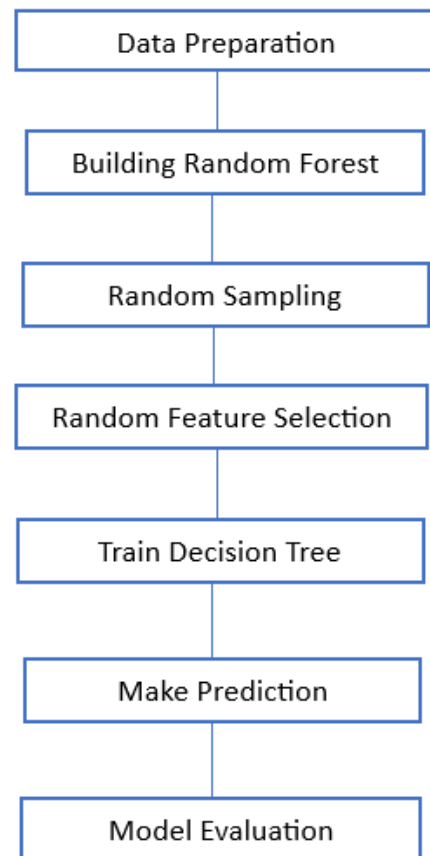 Data Preparation
Building Random Forest
Random Sampling
Random Feature Selection
Train Decision Tree
Make Prediction
Model Evaluation